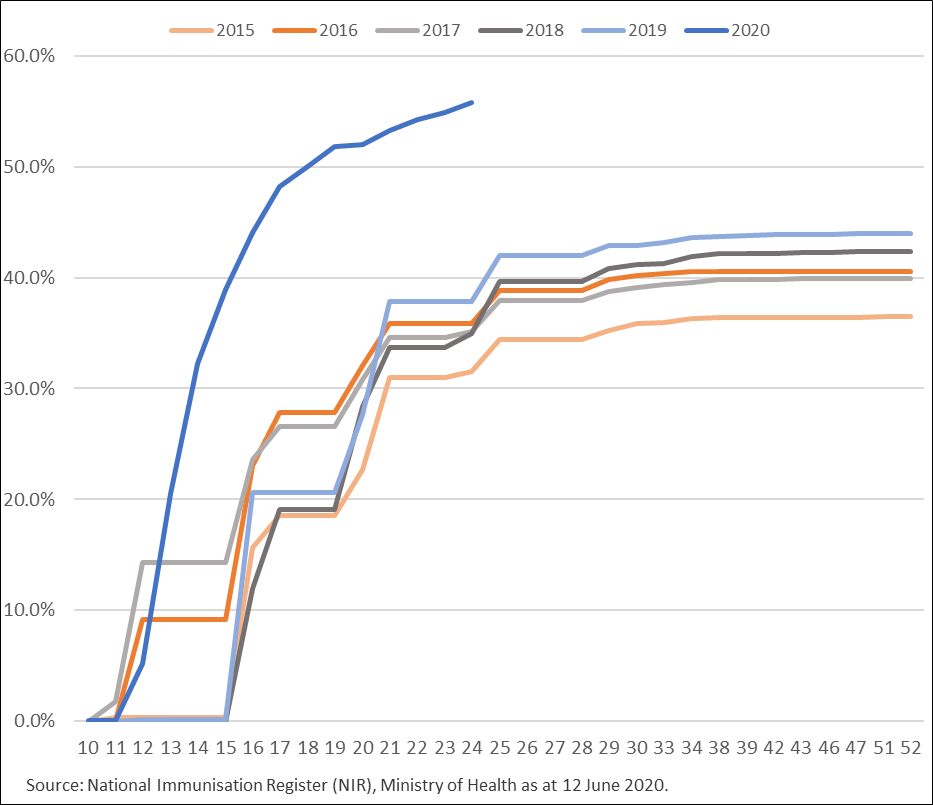 2015 2016 2017 2018 2019 2020
60.0%
50.0%
40.0%
30.0%
20.0%
10.0%
0.0%
10 11 12 13 14 15 16 17 18 19 20 21 22 23 24 25 26 27 28 29 30 33 34 38 39 42 43 46 47 51 52
Source: National Immunisation Register (NIR), Ministry of Health as at 12 June 2020.